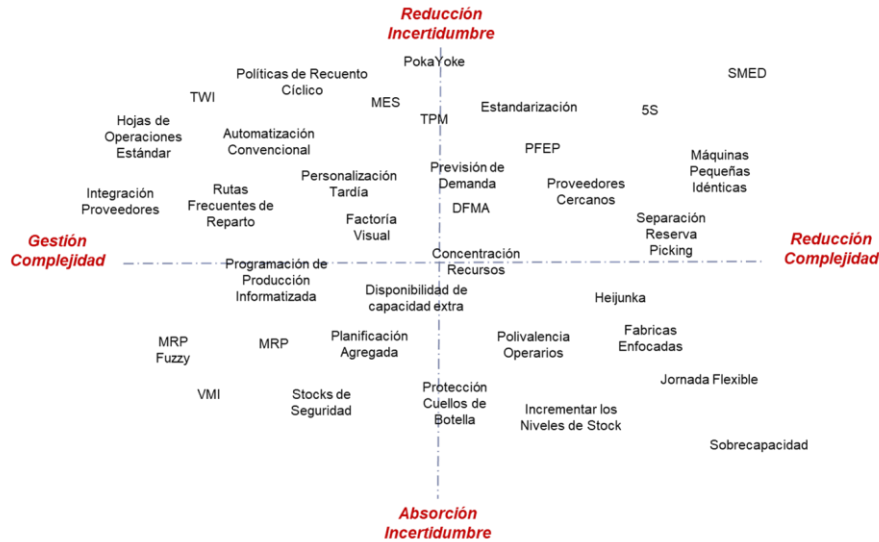 Reducción
Incertidumbre
PokaYoke
Políticas de Recuento
Cíclico
SMED
TWI
MES
TPM
Estandarización
5S
Hojas de
Operaciones
Estándar
Automatización
Convencional
PFEP
Máquinas
Pequeñas
Idénticas
Previsión de
Demanda
Personalización
Tardía
Proveedores
Cercanos
Integración
Proveedores
Rutas
Frecuentes de
Reparto
DFMA
Factoría
Visual
Separación
Reserva
Picking
Gestión
Complejidad
Reducción
Complejidad
Concentración
Recursos
Programación de
Producción
Informatizada
Disponibilidad de
capacidad extra
Heijunka
MRP
Fuzzy
MRP
Planificación
Agregada
Polivalencia
Operarios
Fabricas
Enfocadas
Jornada Flexible
VMI
Stocks de
Seguridad
Protección
Cuellos de
Botella
Incrementar los
Niveles de Stock
Sobrecapacidad
Absorción
Incertidumbre